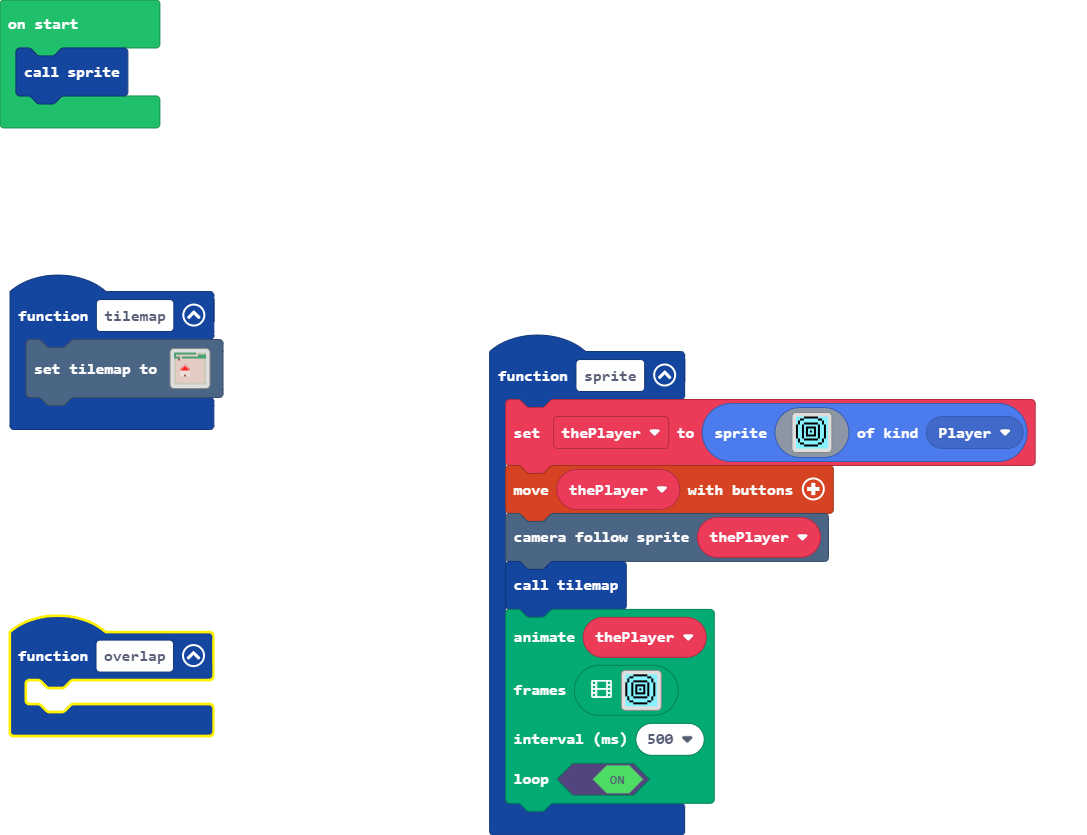 on start
call sprite
function tilemap
set tilemap to
function sprite
set thePlayer to sprite of kind Player
move thePlayer with buttons
camera follow sprite thePlayer
call tilemap
animate thePlayer
frames
interval (ms) 500
loop ON
function overlap